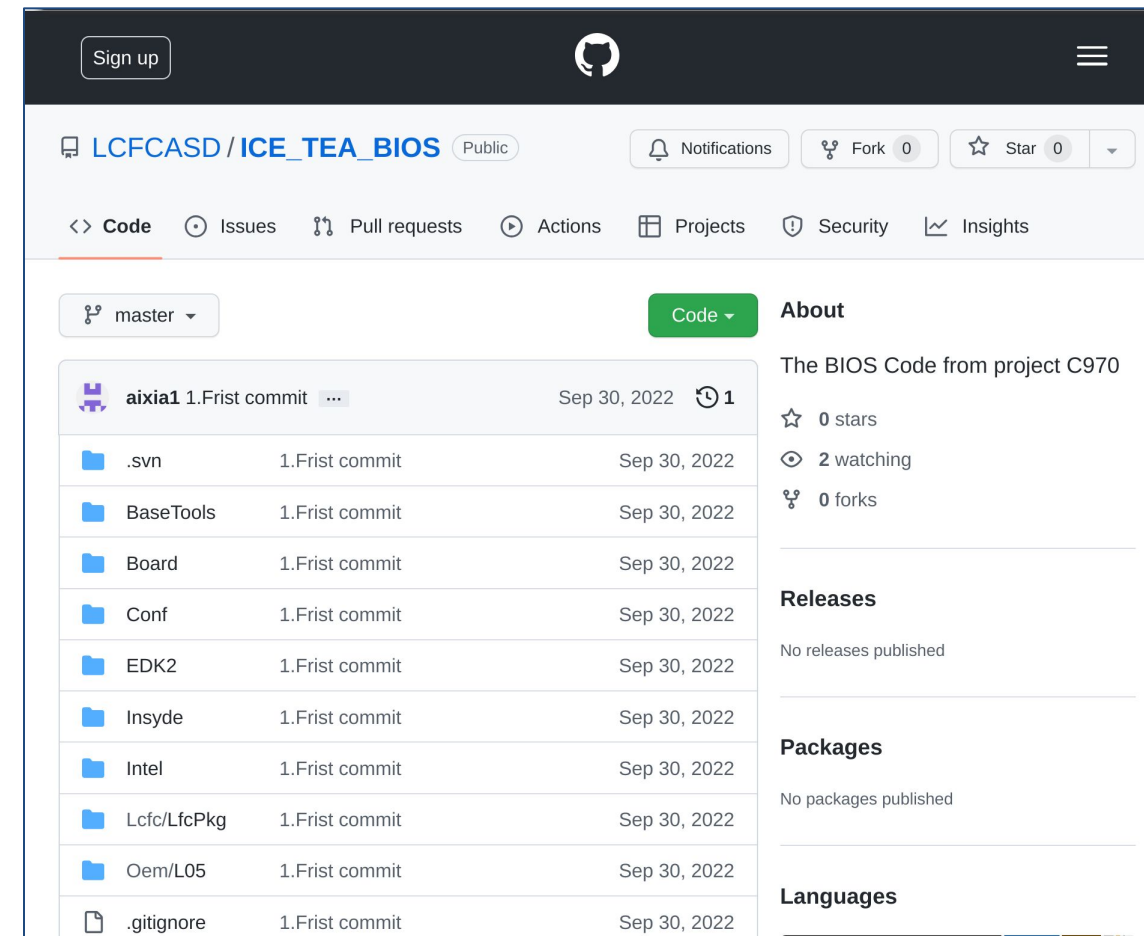 Sign up
LCFCASD / ICE_TEA_BIOS Public
Notifications Fork 0 Star 0
<> Code Issues Pull requests Actions Projects Security Insights
master Code
aixia1 1.Frist commit ... Sep 30, 2022 1
.svn 1.Frist commit Sep 30, 2022
BaseTools 1.Frist commit Sep 30, 2022
Board 1.Frist commit Sep 30, 2022
Conf 1.Frist commit Sep 30, 2022
EDK2 1.Frist commit Sep 30, 2022
Insyde 1.Frist commit Sep 30, 2022
Intel 1.Frist commit Sep 30, 2022
Lcfc/LfcPkg 1.Frist commit Sep 30, 2022
Oem/L05 1.Frist commit Sep 30, 2022
.gitignore 1.Frist commit Sep 30, 2022
About
The BIOS Code from project C970
0 stars
2 watching
0 forks
Releases
No releases published
Packages
No packages published
Languages